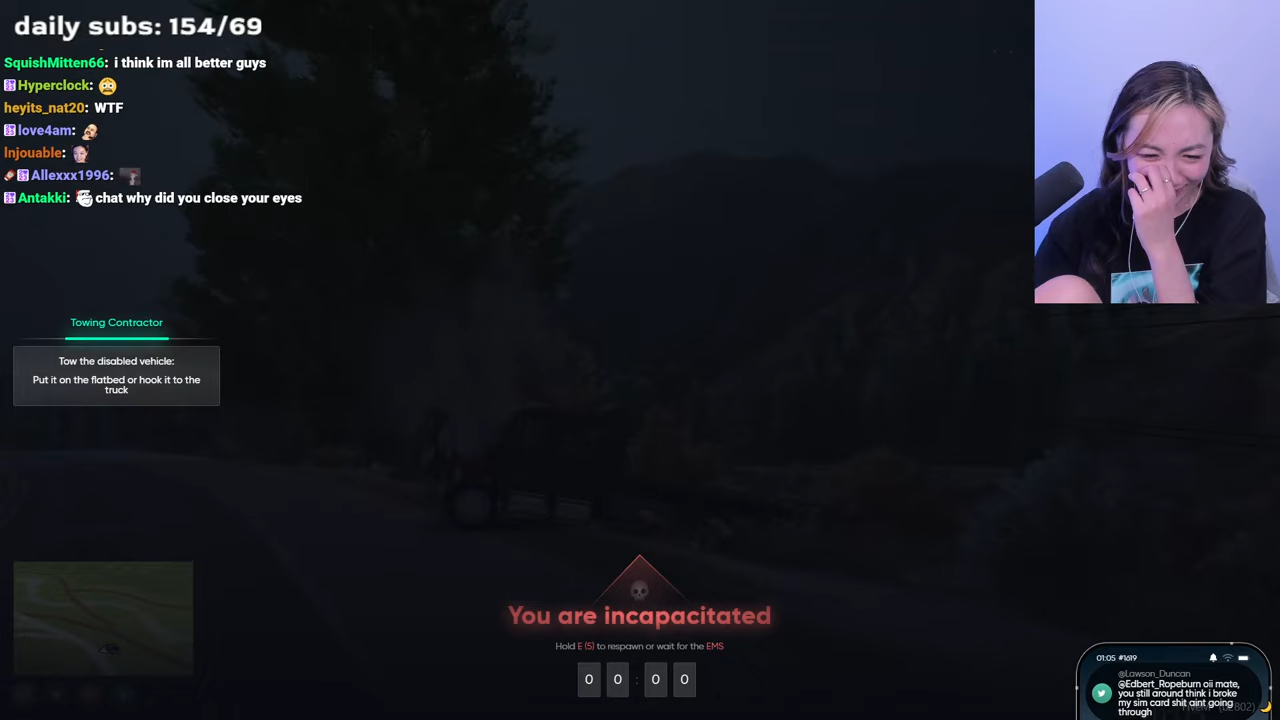 daily subs: 154/69
SquishMitten66: i think im all better guys
Hyperclock:
heyits_nat20: WTF
love4am:
Injouable:
Allexxx1996:
Antakki: chat why did you close your eyes
Towing Contractor
Tow the disabled vehicle:
Put it on the flatbed or hook it to the
truck
You are incapacitated
Hold E (5) to respawn or wait for the EMS
0 0 : 0 0
01:05 #1619
@Lawson_Duncan
@Edbert_Ropeburn oii mate,
you still around think i broke
my sim card shit aint going
through